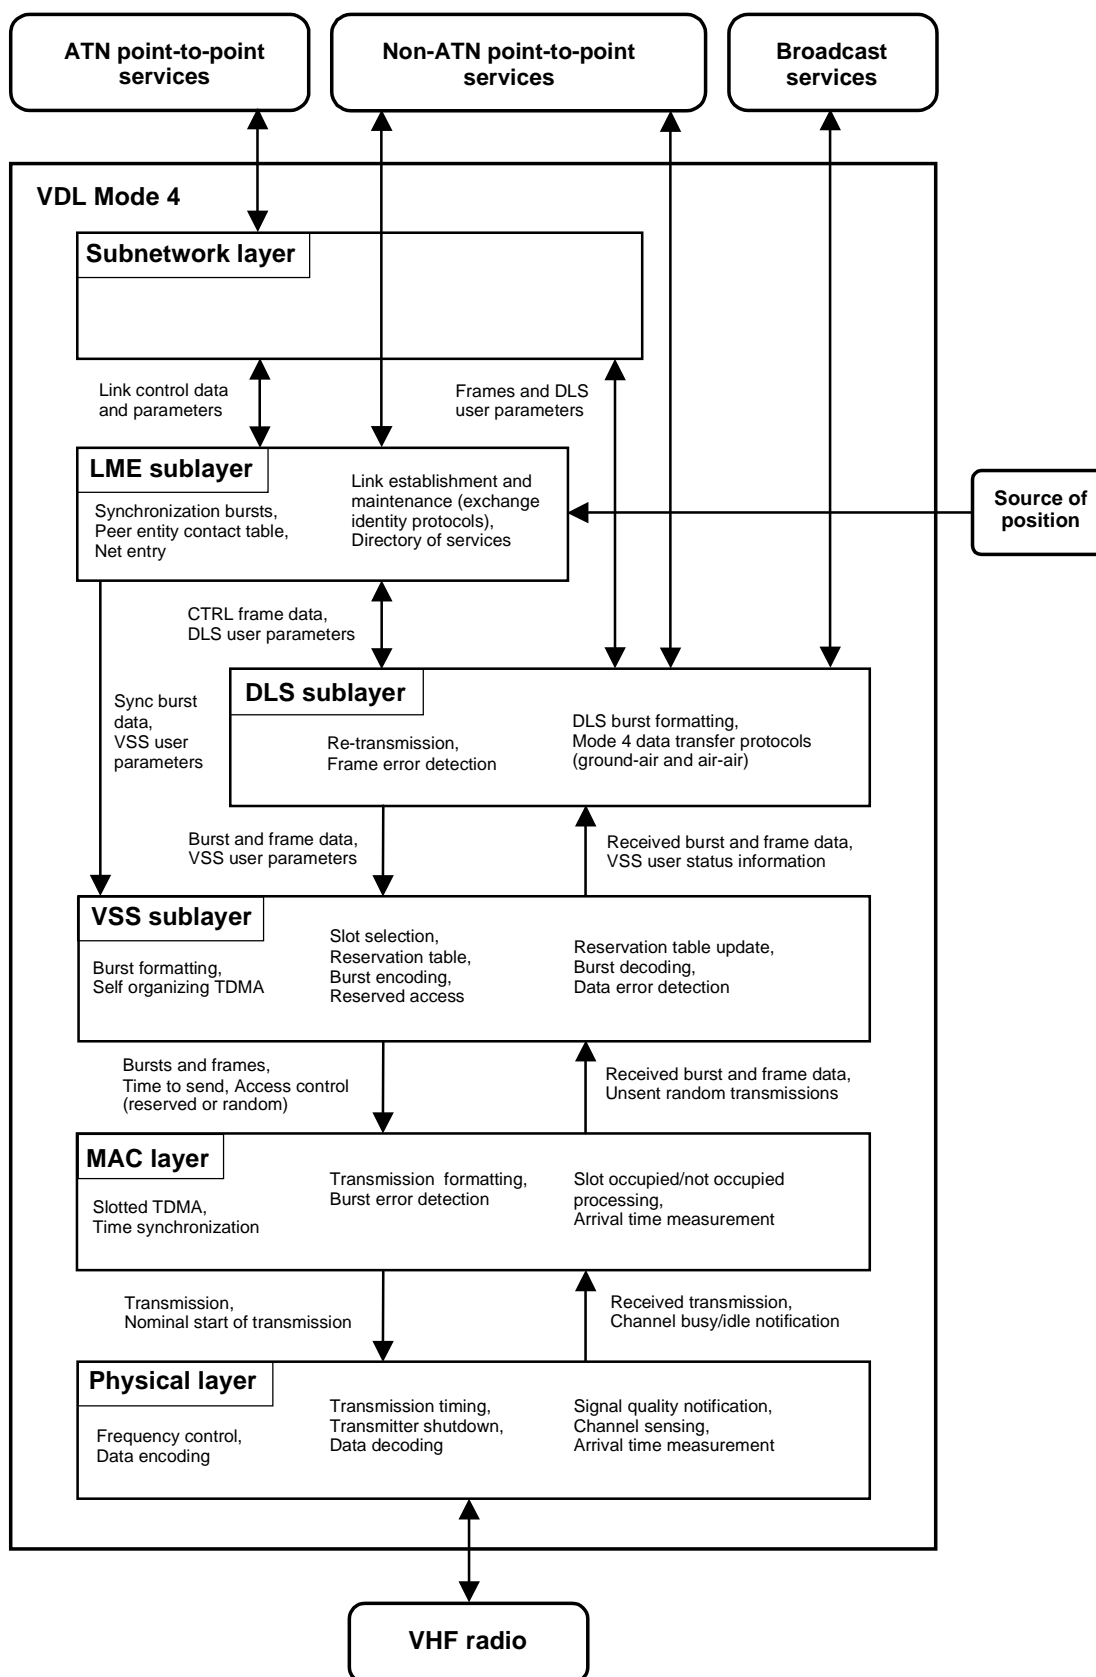 ATN point-to-point
services
Non-ATN point-to-point
services
Broadcast
services
VDL Mode 4
Subnetwork layer
Link control data
and parameters
Frames and DLS
user parameters
LME sublayer
Synchronization bursts,
Peer entity contact table,
Net entry
Link establishment and
maintenance (exchange
identity protocols),
Directory of services
Source of
position
CTRL frame data,
DLS user parameters
Sync burst
data,
VSS user
parameters
DLS sublayer
Re-transmission,
Frame error detection
DLS burst formatting,
Mode 4 data transfer protocols
(ground-air and air-air)
Burst and frame data,
VSS user parameters
Received burst and frame data,
VSS user status information
VSS sublayer
Burst formatting,
Self organizing TDMA
Slot selection,
Reservation table,
Burst encoding,
Reserved access
Reservation table update,
Burst decoding,
Data error detection
Bursts and frames,
Time to send, Access control
(reserved or random)
Received burst and frame data,
Unsent random transmissions
MAC layer
Slotted TDMA,
Time synchronization
Transmission formatting,
Burst error detection
Slot occupied/not occupied
processing,
Arrival time measurement
Transmission,
Nominal start of transmission
Received transmission,
Channel busy/idle notification
Physical layer
Frequency control,
Data encoding
Transmission timing,
Transmitter shutdown,
Data decoding
Signal quality notification,
Channel sensing,
Arrival time measurement
VHF radio